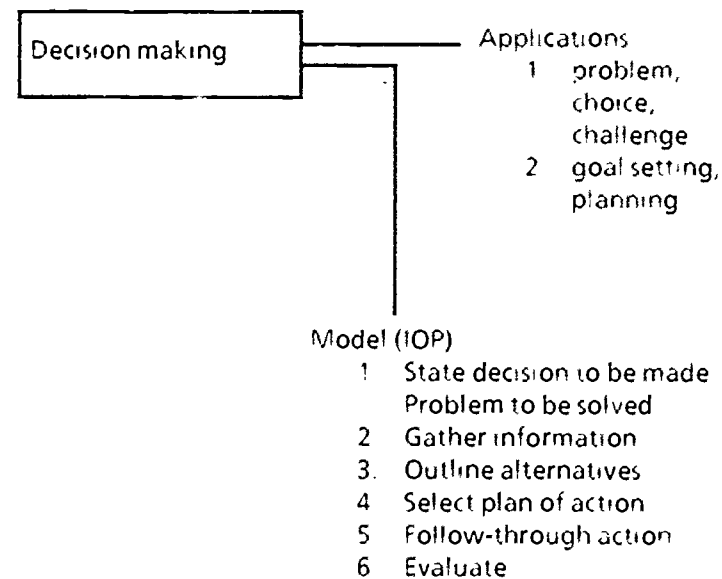 Decision making
Applications
1 problem,
choice,
challenge
2 goal setting,
planning
Model (IOP)
1 State decision to be made
Problem to be solved
2 Gather information
3. Outline alternatives
4 Select plan of action
5 Follow-through action
6 Evaluate